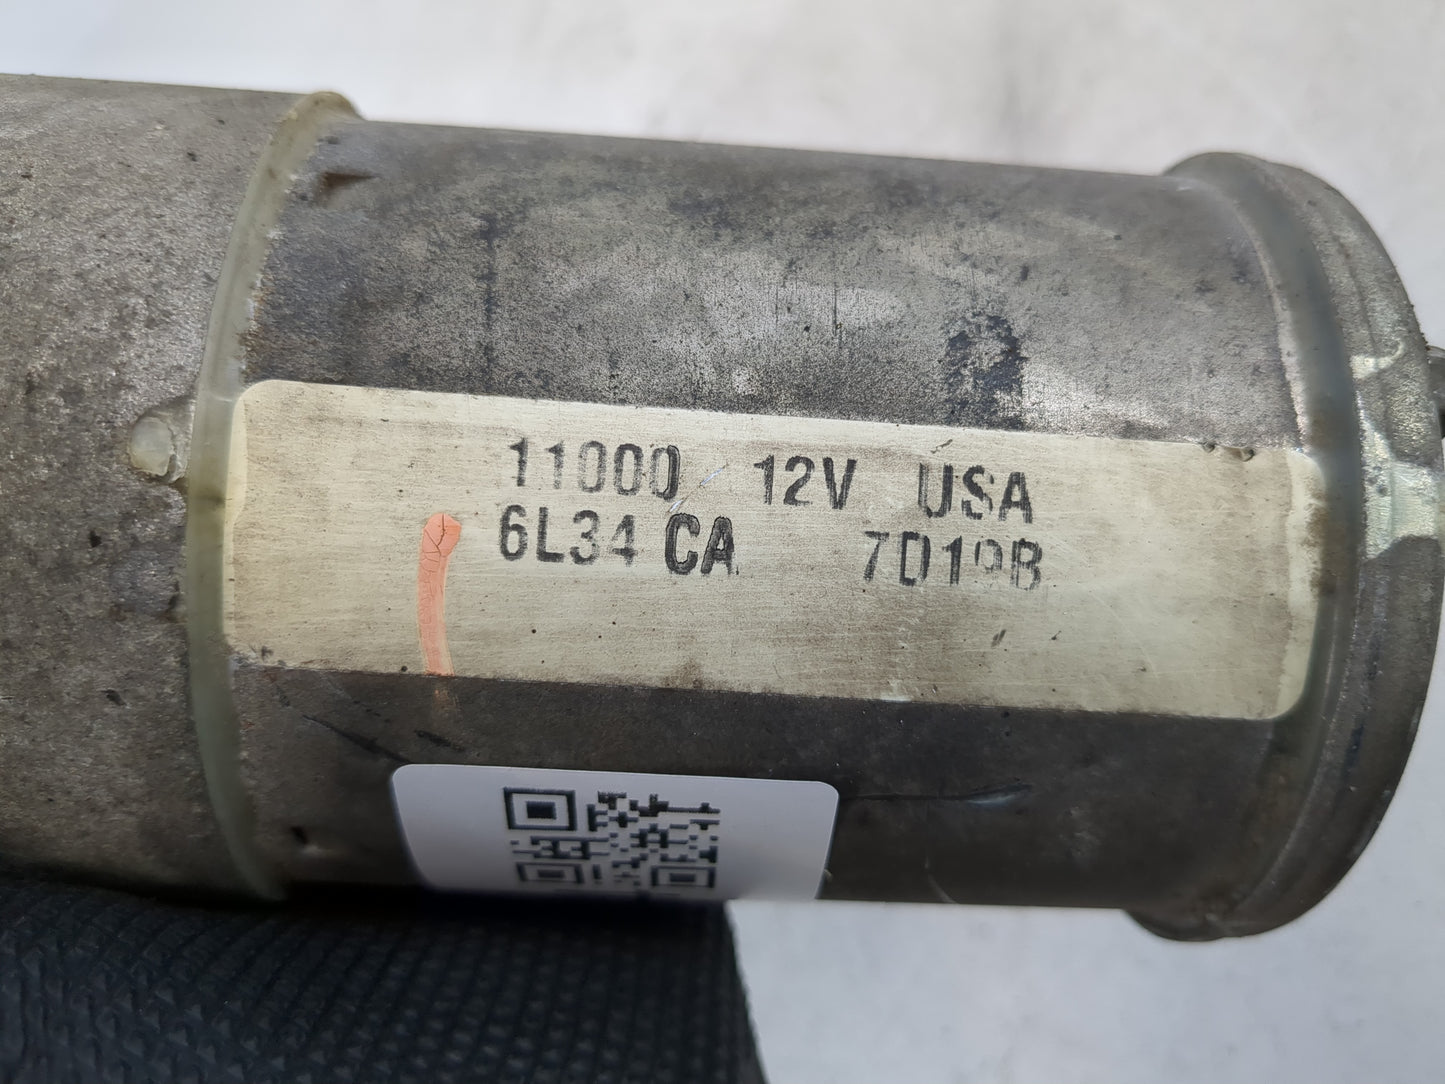 11000 12V USA
6L34 CA 7D19B